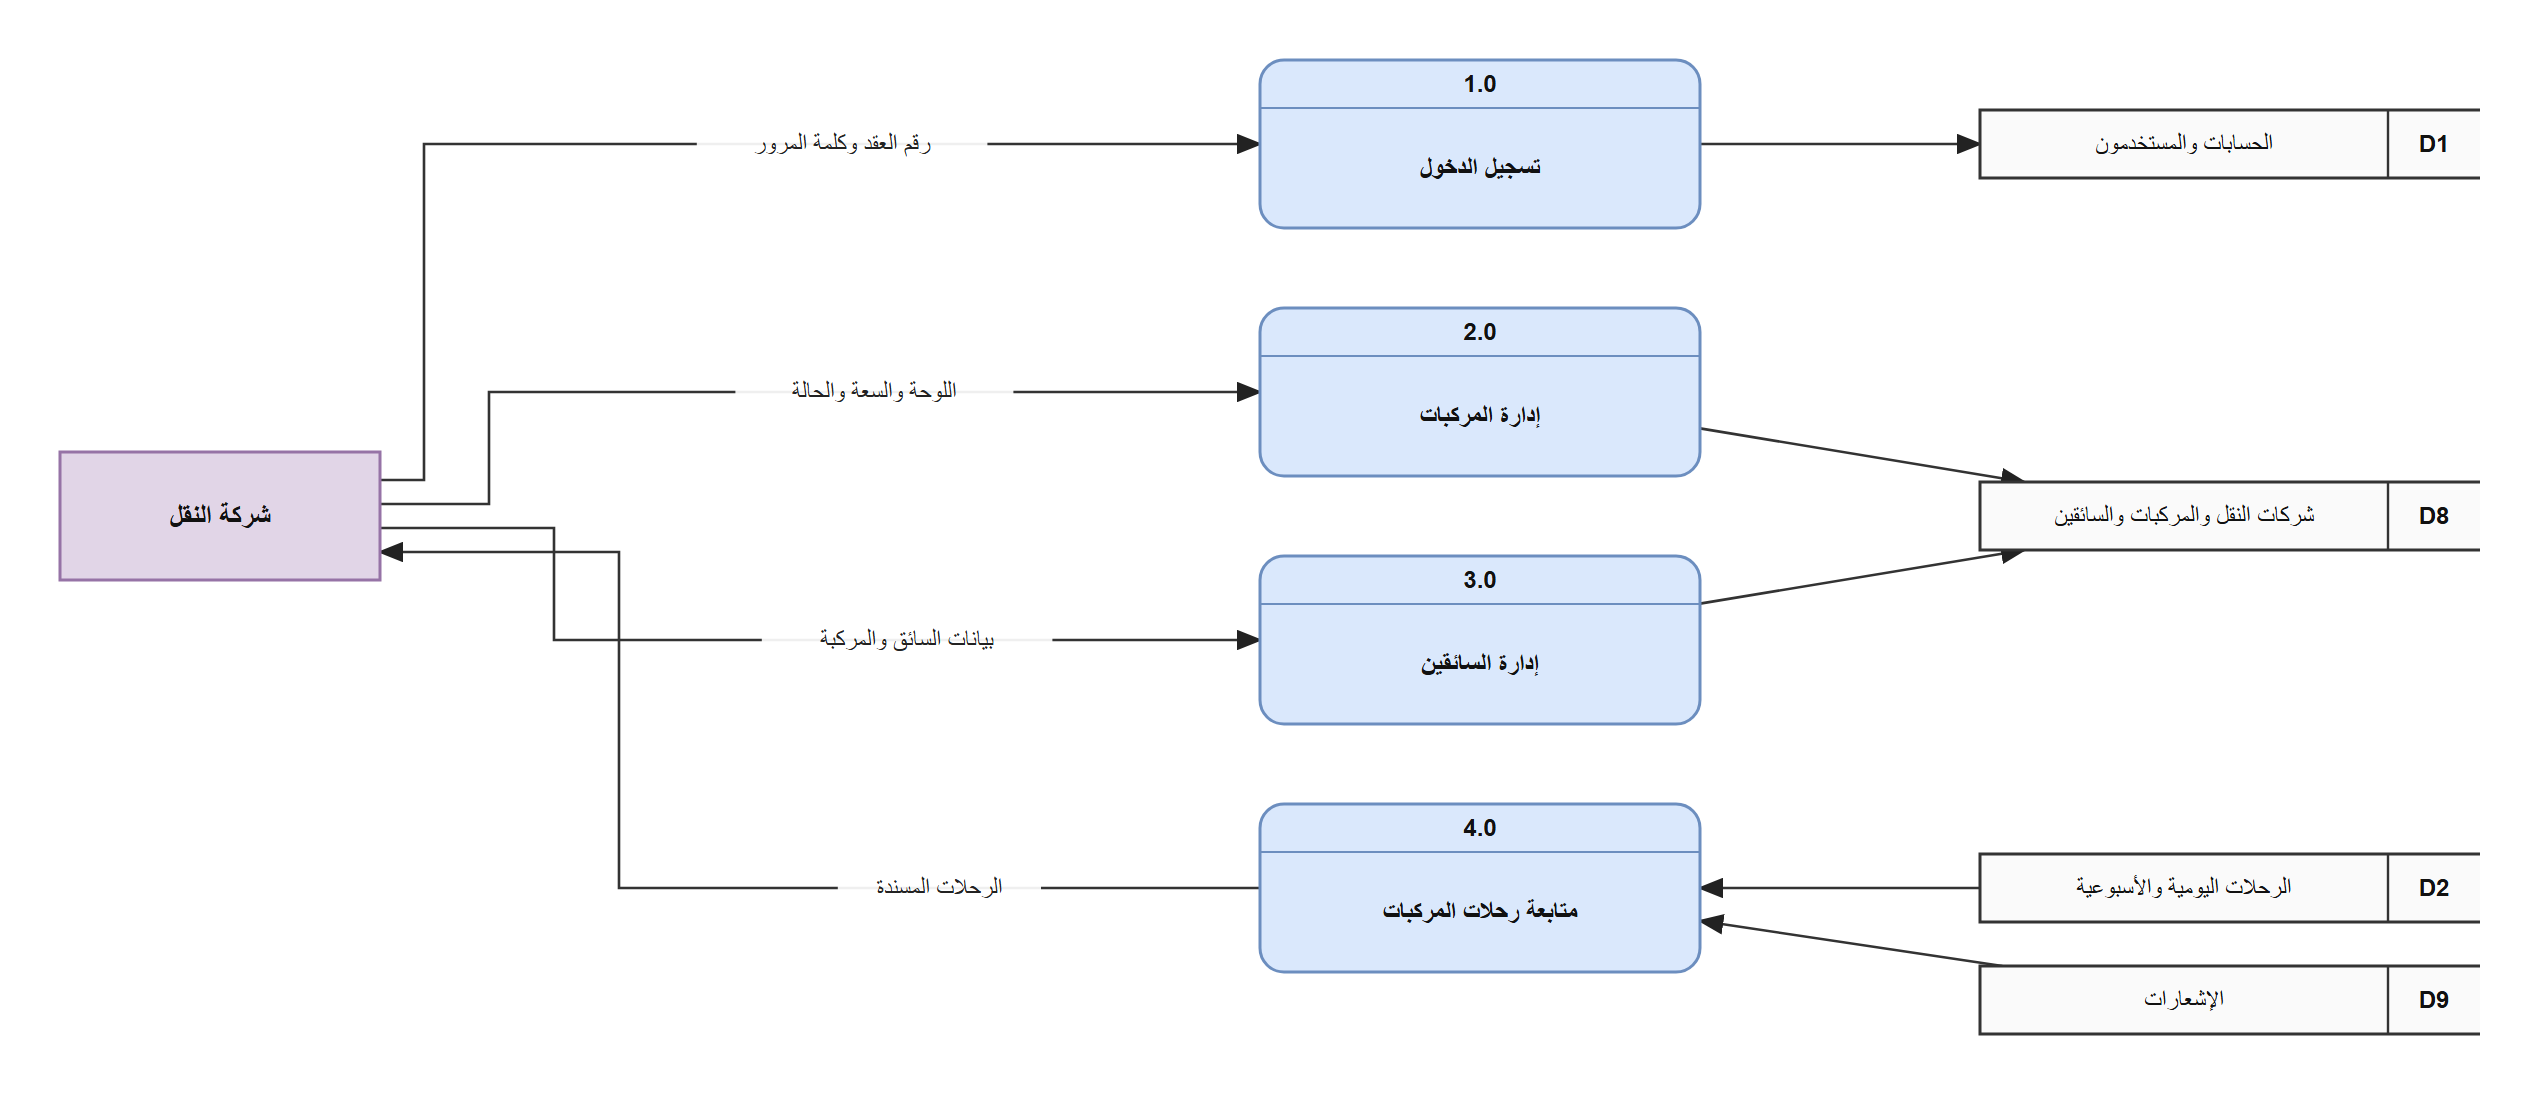 1.0
تسجيل الدخول
رقم العقد وكلمة المرور
الحسابات والمستخدمون
D1
2.0
إدارة المركبات
اللوحة والسعة والحالة
شركة النقل
شركات النقل والمركبات والسائقين
D8
3.0
إدارة السائقين
بيانات السائق والمركبة
4.0
متابعة رحلات المركبات
الرحلات المسندة
الرحلات اليومية والأسبوعية
D2
الإشعارات
D9